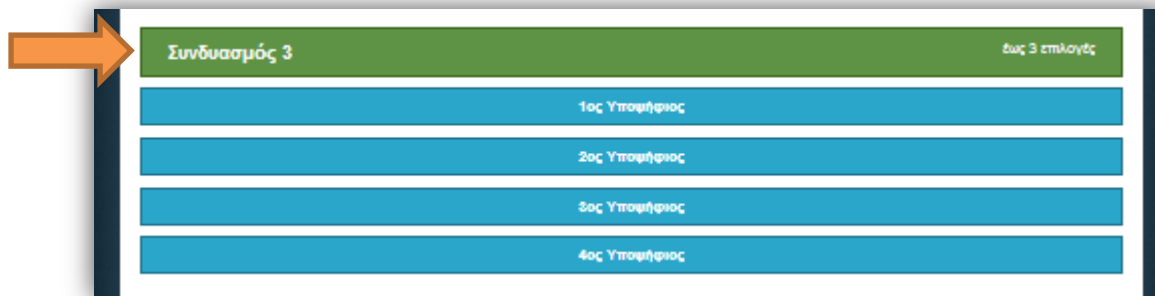 Συνδυασμός 3
έως 3 επιλογές
1ος Υποψήφιος
2ος Υποψήφιος
3ος Υποψήφιος
4ος Υποψήφιος